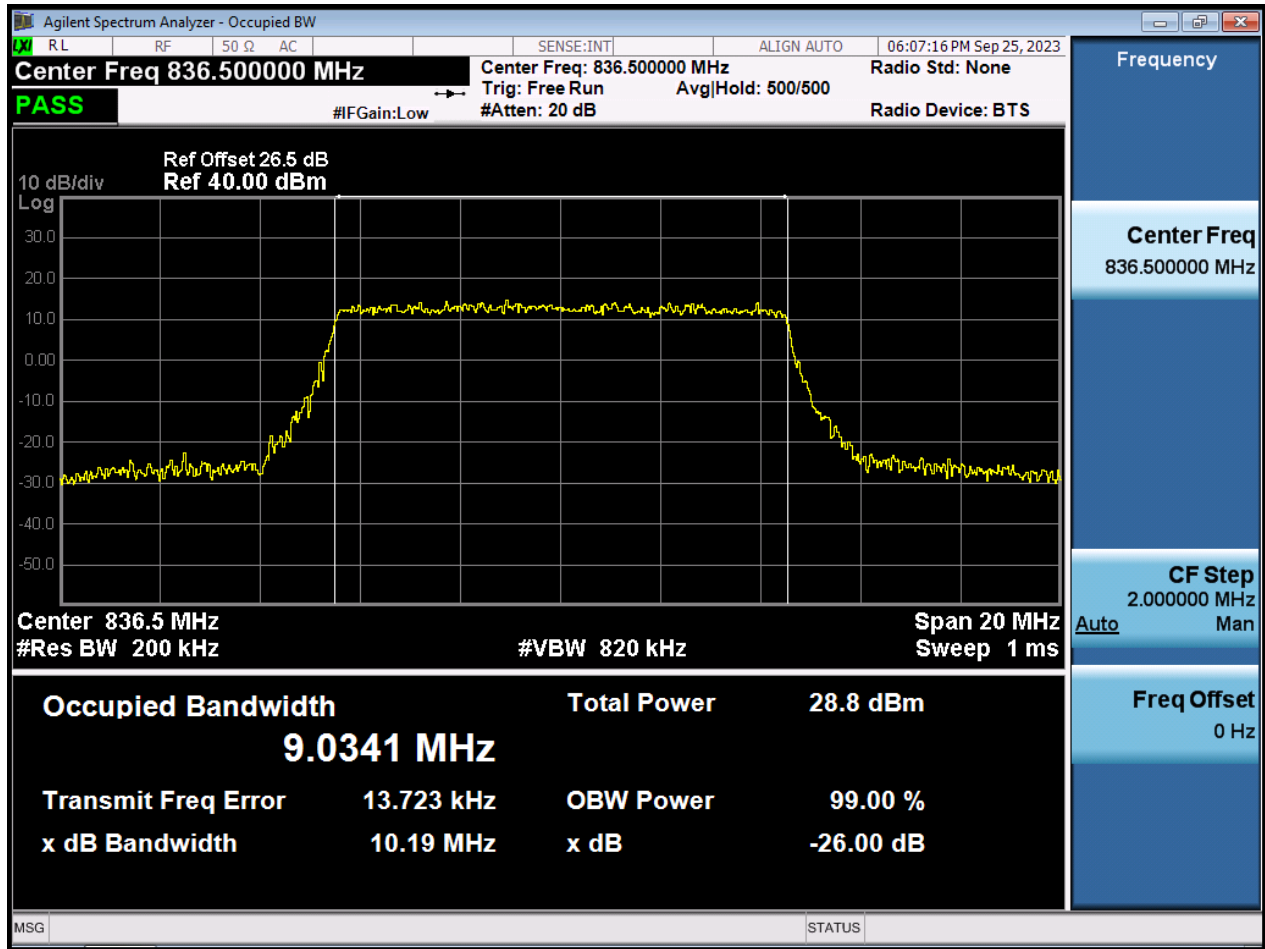 Agilent Spectrum Analyzer - Occupied BW
LXI RL RF 50 Ω AC SENSE:INT ALIGN AUTO 06:07:16 PM Sep 25, 2023
Center Freq 836.500000 MHz Center Freq: 836.500000 MHz Radio Std: None
Trig: Free Run Avg|Hold: 500/500
PASS #IFGain:Low #Atten: 20 dB Radio Device: BTS
Ref Offset 26.5 dB
10 dB/div Ref 40.00 dBm
Log
30.0
20.0
10.0
0.00
-10.0
-20.0
-30.0
-40.0
-50.0
Center 836.5 MHz Span 20 MHz
#Res BW 200 kHz #VBW 820 kHz Sweep 1 ms
Occupied Bandwidth Total Power 28.8 dBm
9.0341 MHz
Transmit Freq Error 13.723 kHz OBW Power 99.00 %
x dB Bandwidth 10.19 MHz x dB -26.00 dB
MSG STATUS
Frequency
Center Freq
836.500000 MHz
CF Step
2.000000 MHz
Auto Man
Freq Offset
0 Hz